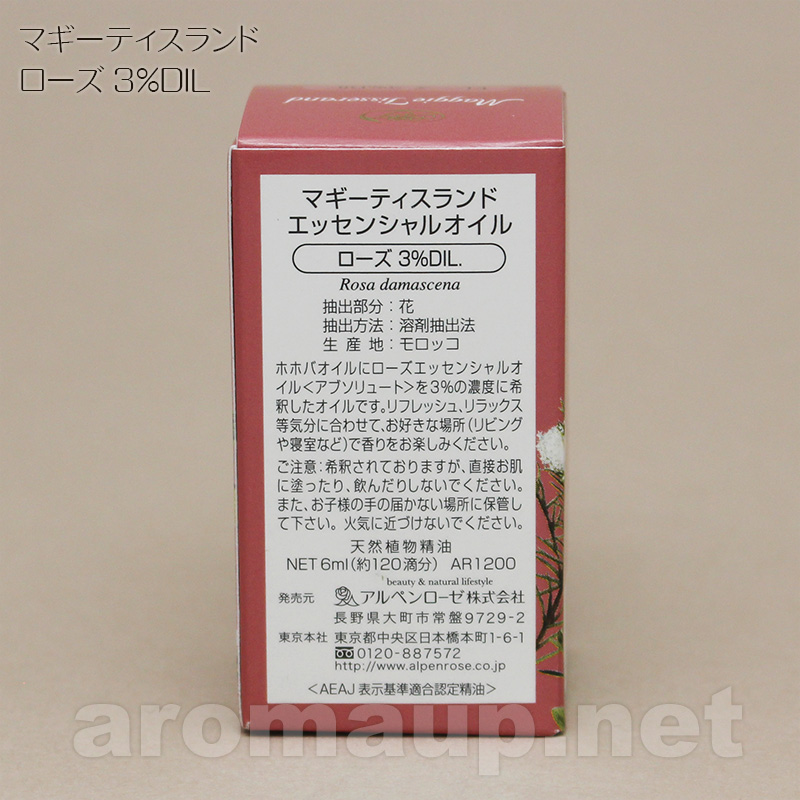 マギーティスランド
ローズ 3%DIL
Maggie Tisserand
マギーティスランド
エッセンシャルオイル
ローズ 3%DIL.
Rosa damascena
抽出部分：花
抽出方法：溶剤抽出法
生産地：モロッコ
ホホバオイルにローズエッセンシャルオ
イル<アブソリュート>を3%の濃度に希
釈したオイルです。リフレッシュ、リラックス
等気分に合わせて、お好きな場所（リビング
や寝室など）で香りをお楽しみください。
ご注意：希釈されておりますが、直接お肌
に塗ったり、飲んだりしないでください。
また、お子様の手の届かない場所に保管し
て下さい。火気に近づけないでください。
天然植物精油
NET 6ml（約120滴分） AR1200
beauty & natural lifestyle
発売元 アルペンローゼ株式会社
長野県大町市常盤9729-2
東京本社 東京都中央区日本橋本町1-6-1
0120-887572
http://www.alpenrose.co.jp
<AEAJ 表示基準適合認定精油>
aromaup.net